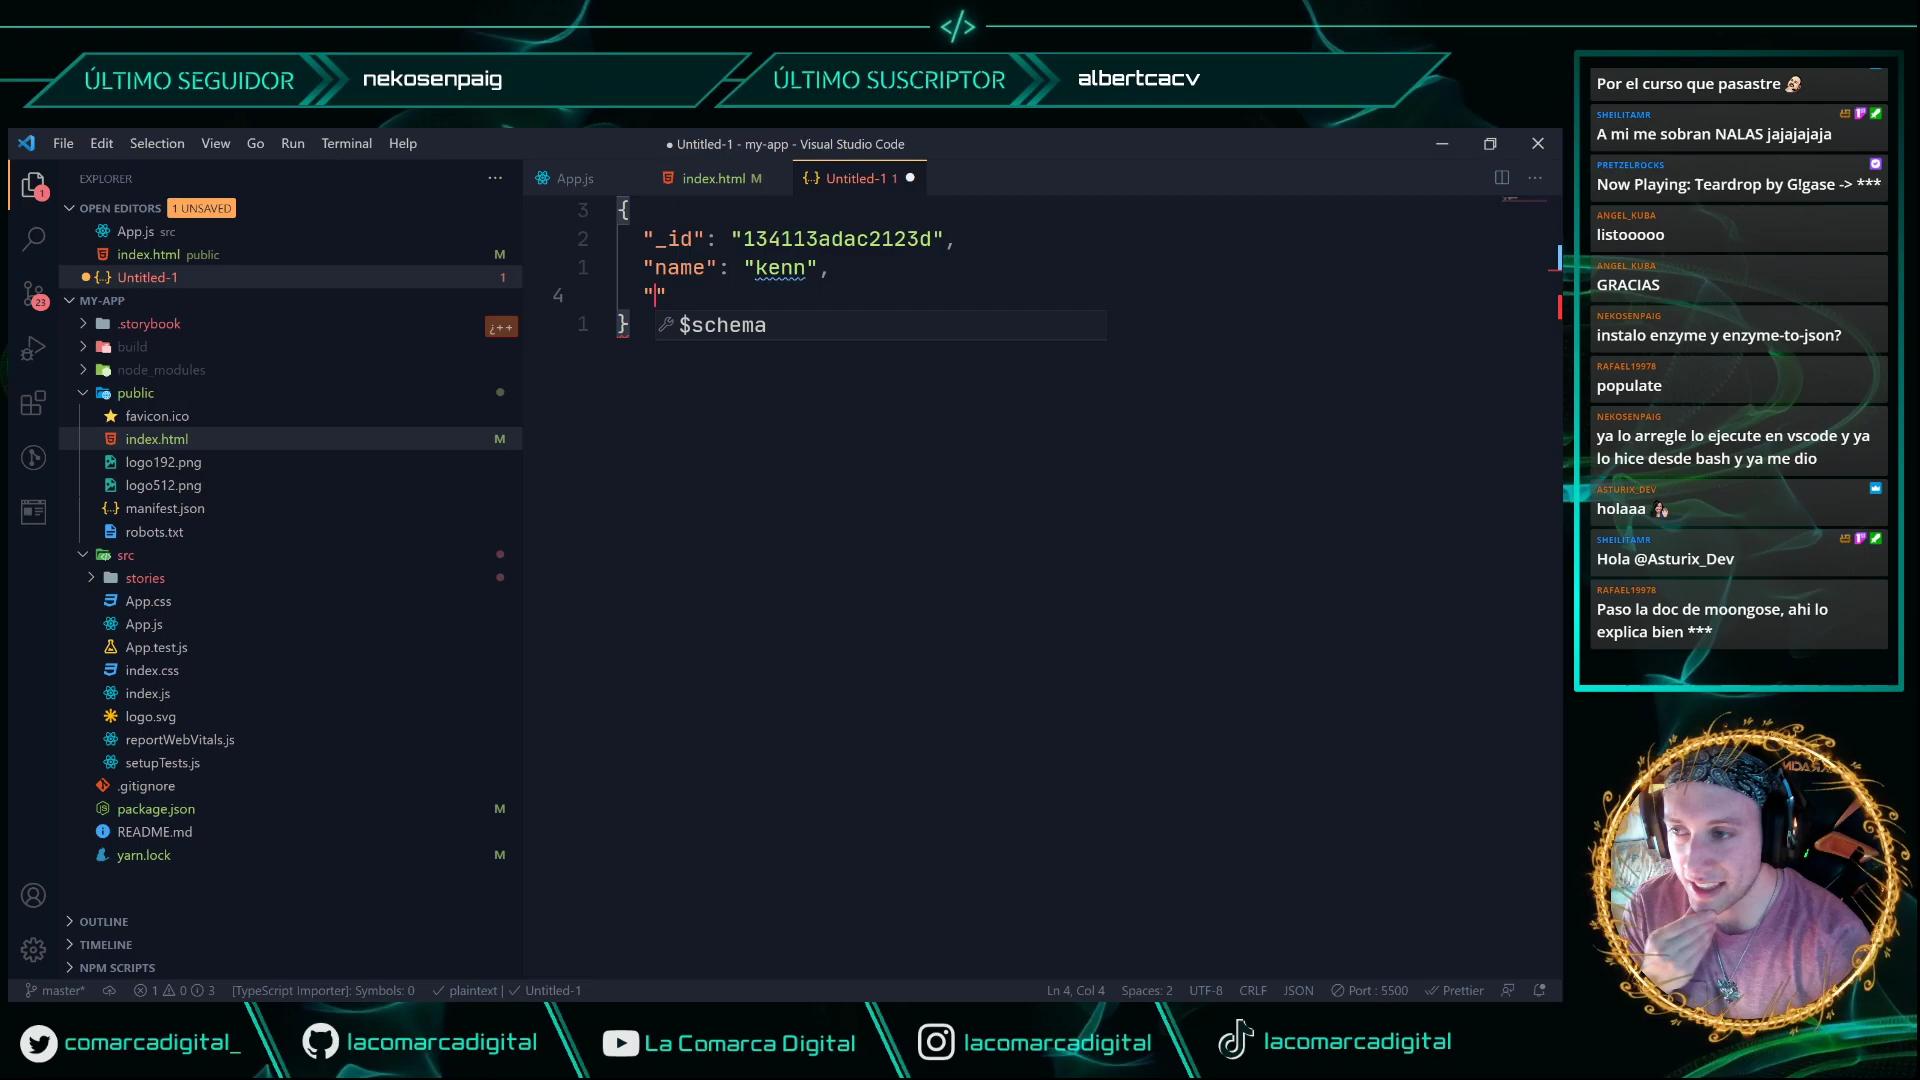 </>
ÚLTIMO SEGUIDOR
nekosenpaig
ÚLTIMO SUSCRIPTOR
albertcacv
File Edit Selection View Go Run Terminal Help
● Untitled-1 - my-app - Visual Studio Code
EXPLORER
OPEN EDITORS 1 UNSAVED
App.js src
index.html public M
{..} Untitled-1 1
MY-APP
.storybook
¿++
build
node_modules
public
favicon.ico
index.html M
logo192.png
logo512.png
{..} manifest.json
robots.txt
src
stories
App.css
App.js
App.test.js
index.css
index.js
logo.svg
reportWebVitals.js
setupTests.js
.gitignore
package.json M
README.md
yarn.lock M
OUTLINE
TIMELINE
NPM SCRIPTS
1
23
App.js
index.html M
{..} Untitled-1 1
3 {
2 "_id": "134113adac2123d",
1 "name": "kenn",
4 ""
1 }
$schema
master* 1 0 3 [TypeScript Importer]: Symbols: 0 plaintext | Untitled-1
Ln 4, Col 4 Spaces: 2 UTF-8 CRLF JSON Port : 5500 Prettier
Por el curso que pasastre
SHEILITAMR
A mi me sobran NALAS jajajajaja
PRETZELROCKS
Now Playing: Teardrop by G!gase -> ***
ANGEL_KUBA
listooooo
ANGEL_KUBA
GRACIAS
NEKOSENPAIG
instalo enzyme y enzyme-to-json?
RAFAEL19978
populate
NEKOSENPAIG
ya lo arregle lo ejecute en vscode y ya
lo hice desde bash y ya me dio
ASTURIX_DEV
holaaa
SHEILITAMR
Hola @Asturix_Dev
RAFAEL19978
Paso la doc de moongose, ahi lo
explica bien ***
comarcadigital_
lacomarcadigital
La Comarca Digital
lacomarcadigital
lacomarcadigital